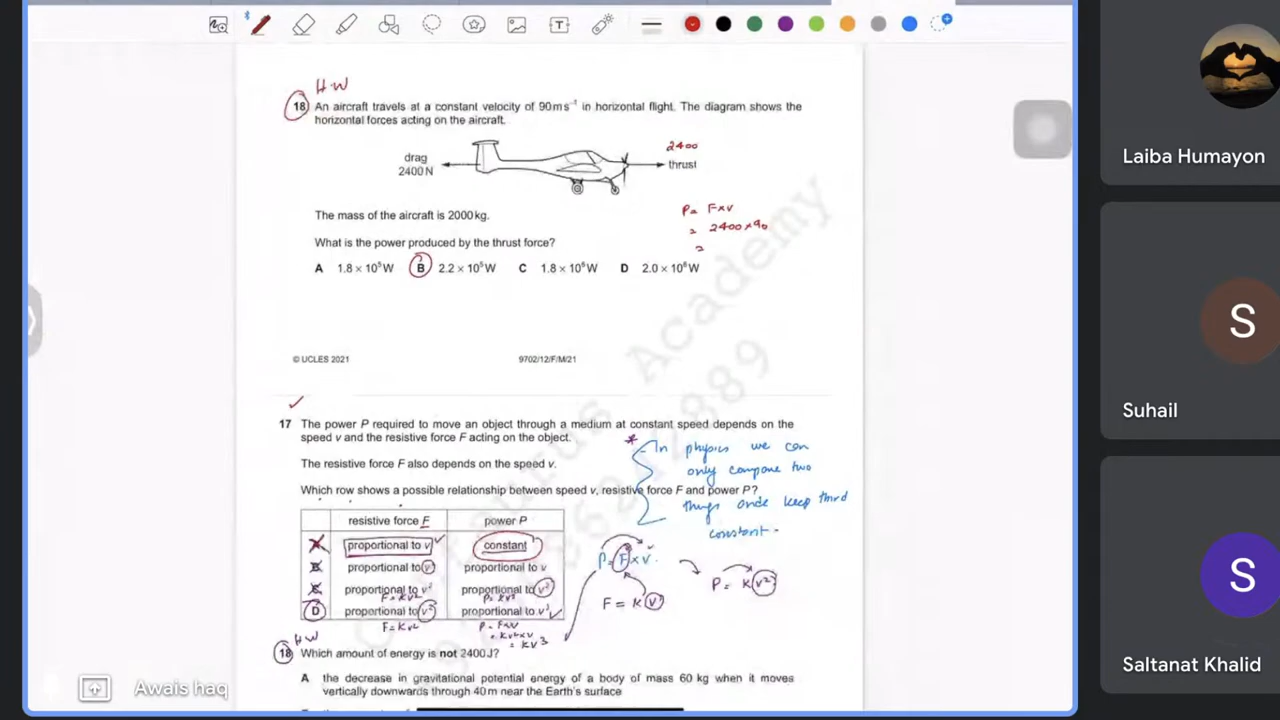 H.W
18 An aircraft travels at a constant velocity of 90 m s⁻¹ in horizontal flight. The diagram shows the
horizontal forces acting on the aircraft.
2400
drag
2400 N
thrust
P = F×V
= 2400×90
=
The mass of the aircraft is 2000 kg.
What is the power produced by the thrust force?
A 1.8 × 10⁵ W B 2.2 × 10⁵ W C 1.8 × 10⁶ W D 2.0 × 10⁶ W
© UCLES 2021
9702/12/F/M/21
Academy
17 The power P required to move an object through a medium at constant speed depends on the
speed v and the resistive force F acting on the object.
The resistive force F also depends on the speed v.
Which row shows a possible relationship between speed v, resistive force F and power P?
* In physics we can
only compare two
things once keep third
constant.
resistive force F power P
A proportional to v constant
B proportional to v proportional to v
C proportional to v² proportional to v²
F = KV² P = KV³
D proportional to v² proportional to v³
F = KV² P = F×V
= KV²×V
= KV³
P = F×V
F = KV
P = K V²
H W
18 Which amount of energy is not 2400 J?
A the decrease in gravitational potential energy of a body of mass 60 kg when it moves
vertically downwards through 40 m near the Earth's surface
Awais haq
Laiba Humayon
S
Suhail
S
Saltanat Khalid